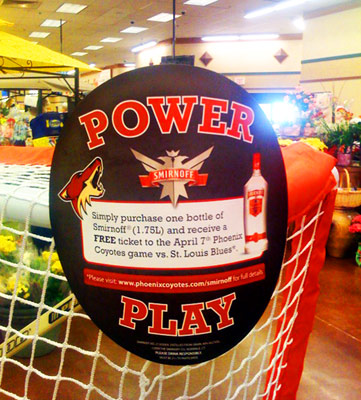 POWER
SMIRNOFF
Simply purchase one bottle of
Smirnoff® (1.75L) and receive a
FREE ticket to the April 7th Phoenix
Coyotes game vs. St. Louis Blues®.
*Please visit www.phoenixcoyotes.com/smirnoff for full details.
PLAY
PLEASE DRINK RESPONSIBLY.